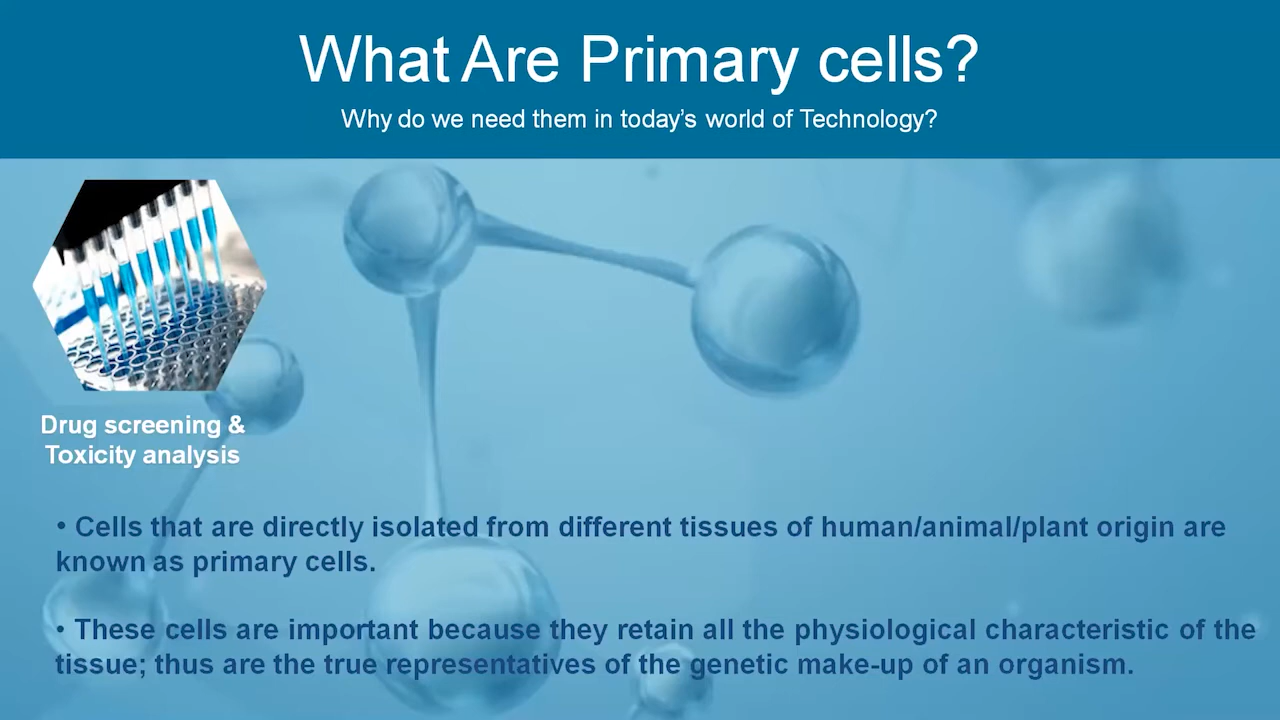 What Are Primary cells?
Why do we need them in today’s world of Technology?
Drug screening &
Toxicity analysis
• Cells that are directly isolated from different tissues of human/animal/plant origin are
known as primary cells.
• These cells are important because they retain all the physiological characteristic of the
tissue; thus are the true representatives of the genetic make-up of an organism.